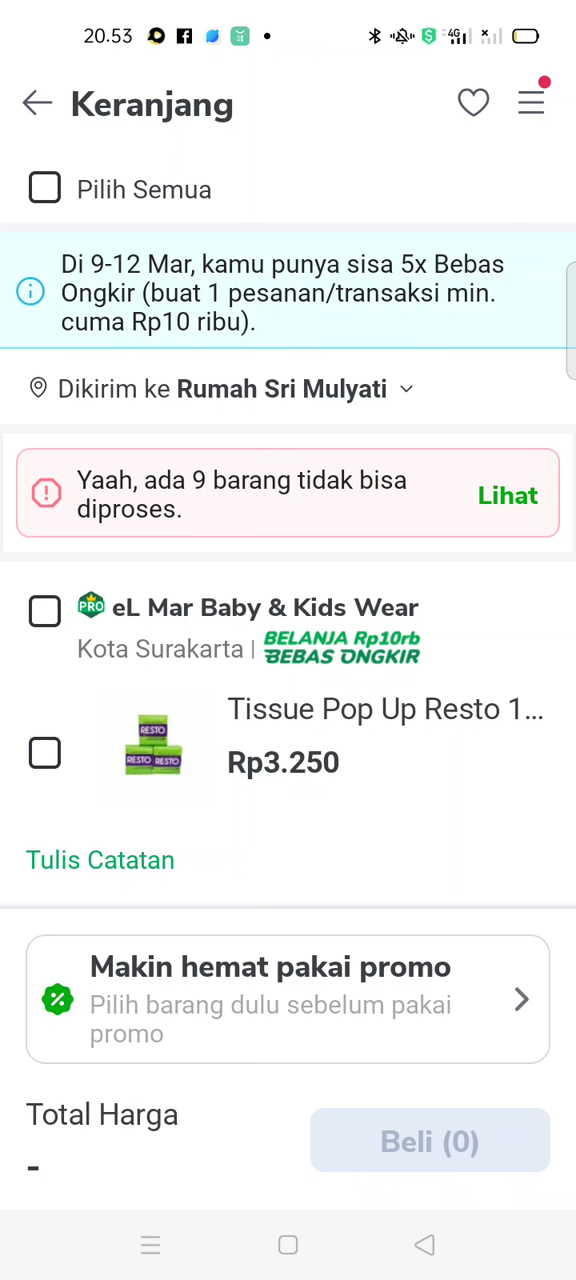 20.53
4G
Keranjang
Pilih Semua
Di 9-12 Mar, kamu punya sisa 5x Bebas
Ongkir (buat 1 pesanan/transaksi min.
cuma Rp10 ribu).
Dikirim ke Rumah Sri Mulyati
Yaah, ada 9 barang tidak bisa
diproses.
Lihat
PRO eL Mar Baby & Kids Wear
Kota Surakarta | BELANJA Rp10rb
BEBAS ONGKIR
Tissue Pop Up Resto 1...
RESTO
RESTO RESTO
Rp3.250
Tulis Catatan
Makin hemat pakai promo
Pilih barang dulu sebelum pakai
promo
Total Harga
-
Beli (0)